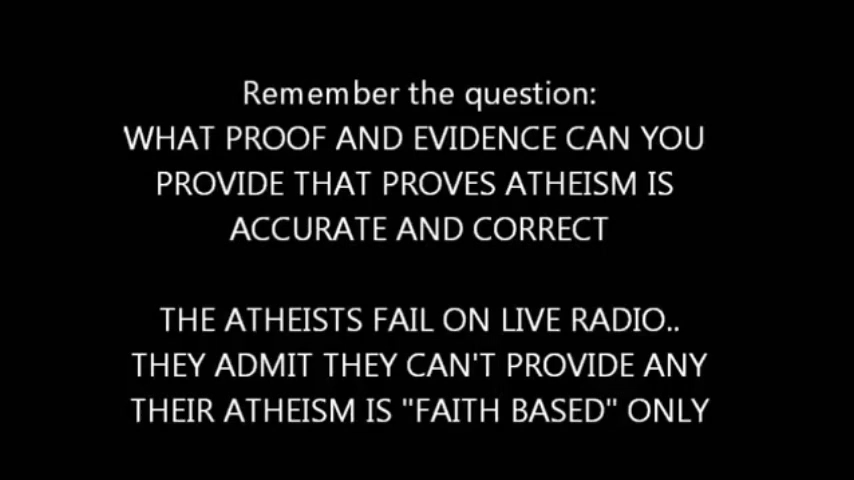 Remember the question:
WHAT PROOF AND EVIDENCE CAN YOU
PROVIDE THAT PROVES ATHEISM IS
ACCURATE AND CORRECT
THE ATHEISTS FAIL ON LIVE RADIO..
THEY ADMIT THEY CAN'T PROVIDE ANY
THEIR ATHEISM IS "FAITH BASED" ONLY